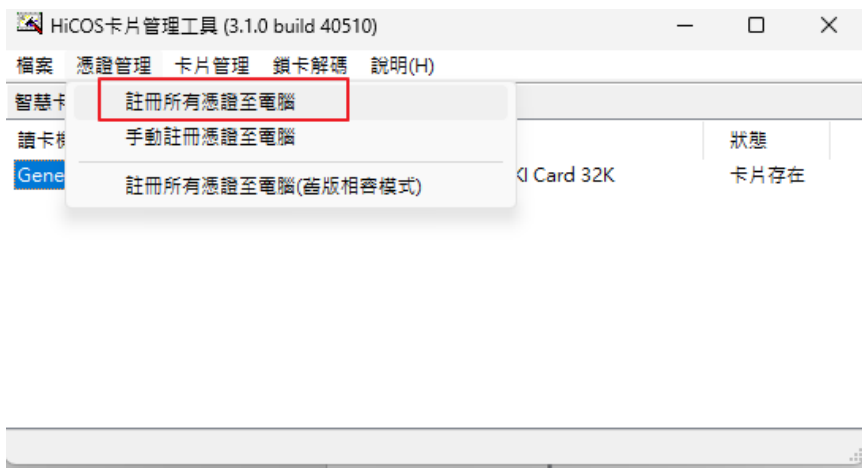 HiCOS卡片管理工具 (3.1.0 build 40510)
檔案 憑證管理 卡片管理 鎖卡解碼 說明(H)
智慧卡
註冊所有憑證至電腦
讀卡機 狀態
手動註冊憑證至電腦
Gene KI Card 32K 卡片存在
註冊所有憑證至電腦(舊版相容模式)